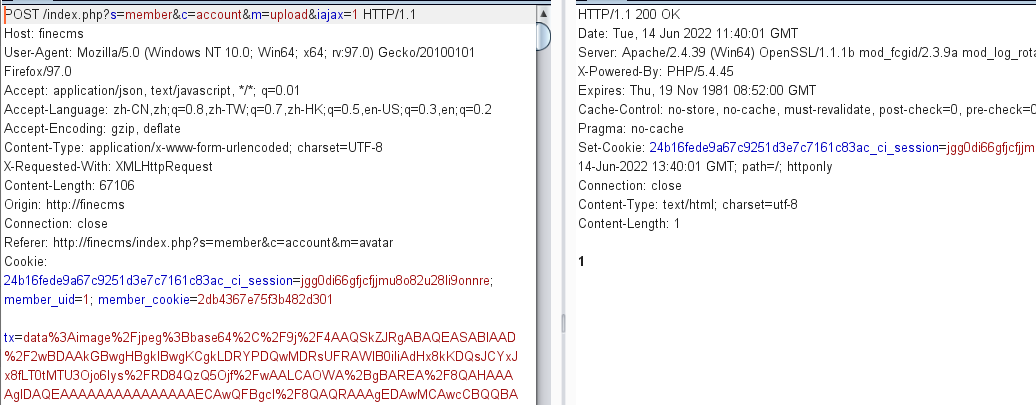 POST /index.php?s=member&c=account&m=upload&iajax=1 HTTP/1.1
Host: finecms
User-Agent: Mozilla/5.0 (Windows NT 10.0; Win64; x64; rv:97.0) Gecko/20100101
Firefox/97.0
Accept: application/json, text/javascript, */*; q=0.01
Accept-Language: zh-CN,zh;q=0.8,zh-TW;q=0.7,zh-HK;q=0.5,en-US;q=0.3,en;q=0.2
Accept-Encoding: gzip, deflate
Content-Type: application/x-www-form-urlencoded; charset=UTF-8
X-Requested-With: XMLHttpRequest
Content-Length: 67106
Origin: http://finecms
Connection: close
Referer: http://finecms/index.php?s=member&c=account&m=avatar
Cookie:
24b16fede9a67c9251d3e7c7161c83ac_ci_session=jgg0di66gfjcfjjmu8o82u28li9onnre;
member_uid=1; member_cookie=2db4367e75f3b482d301
tx=data%3Aimage%2Fjpeg%3Bbase64%2C%2F9j%2F4AAQSkZJRgABAQEASABIAAD
%2F2wBDAAkGBwgHBgkIBwgKCgkLDRYPDQwMDRsUFRAWIB0iIiAdHx8kKDQsJCYxJ
x8fLT0tMTU3Ojo6Iys%2FRD84QzQ5Ojf%2FwAALCAOWA%2BgBAREA%2F8QAHAAA
AgIDAQEAAAAAAAAAAAAAAAECAwQFBgcI%2F8QAQRAAAgEDAwMCAwcCBQQBA
HTTP/1.1 200 OK
Date: Tue, 14 Jun 2022 11:40:01 GMT
Server: Apache/2.4.39 (Win64) OpenSSL/1.1.1b mod_fcgid/2.3.9a mod_log_rota
X-Powered-By: PHP/5.4.45
Expires: Thu, 19 Nov 1981 08:52:00 GMT
Cache-Control: no-store, no-cache, must-revalidate, post-check=0, pre-check=0
Pragma: no-cache
Set-Cookie: 24b16fede9a67c9251d3e7c7161c83ac_ci_session=jgg0di66gfjcfjjm
14-Jun-2022 13:40:01 GMT; path=/; httponly
Connection: close
Content-Type: text/html; charset=utf-8
Content-Length: 1
1